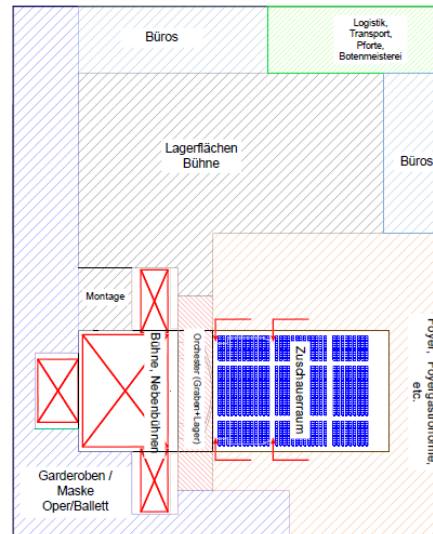 Büros
Logistik,
Transport,
Pforte,
Botenmeisterei
Lagerflächen
Bühne
Büros
Montage
Bühne, Nebenbühnen
Orchester (Graben+Lager)
Zuschauerraum
Foyer, Foyergastronomie,
etc.
Garderoben /
Maske
Oper/Ballett